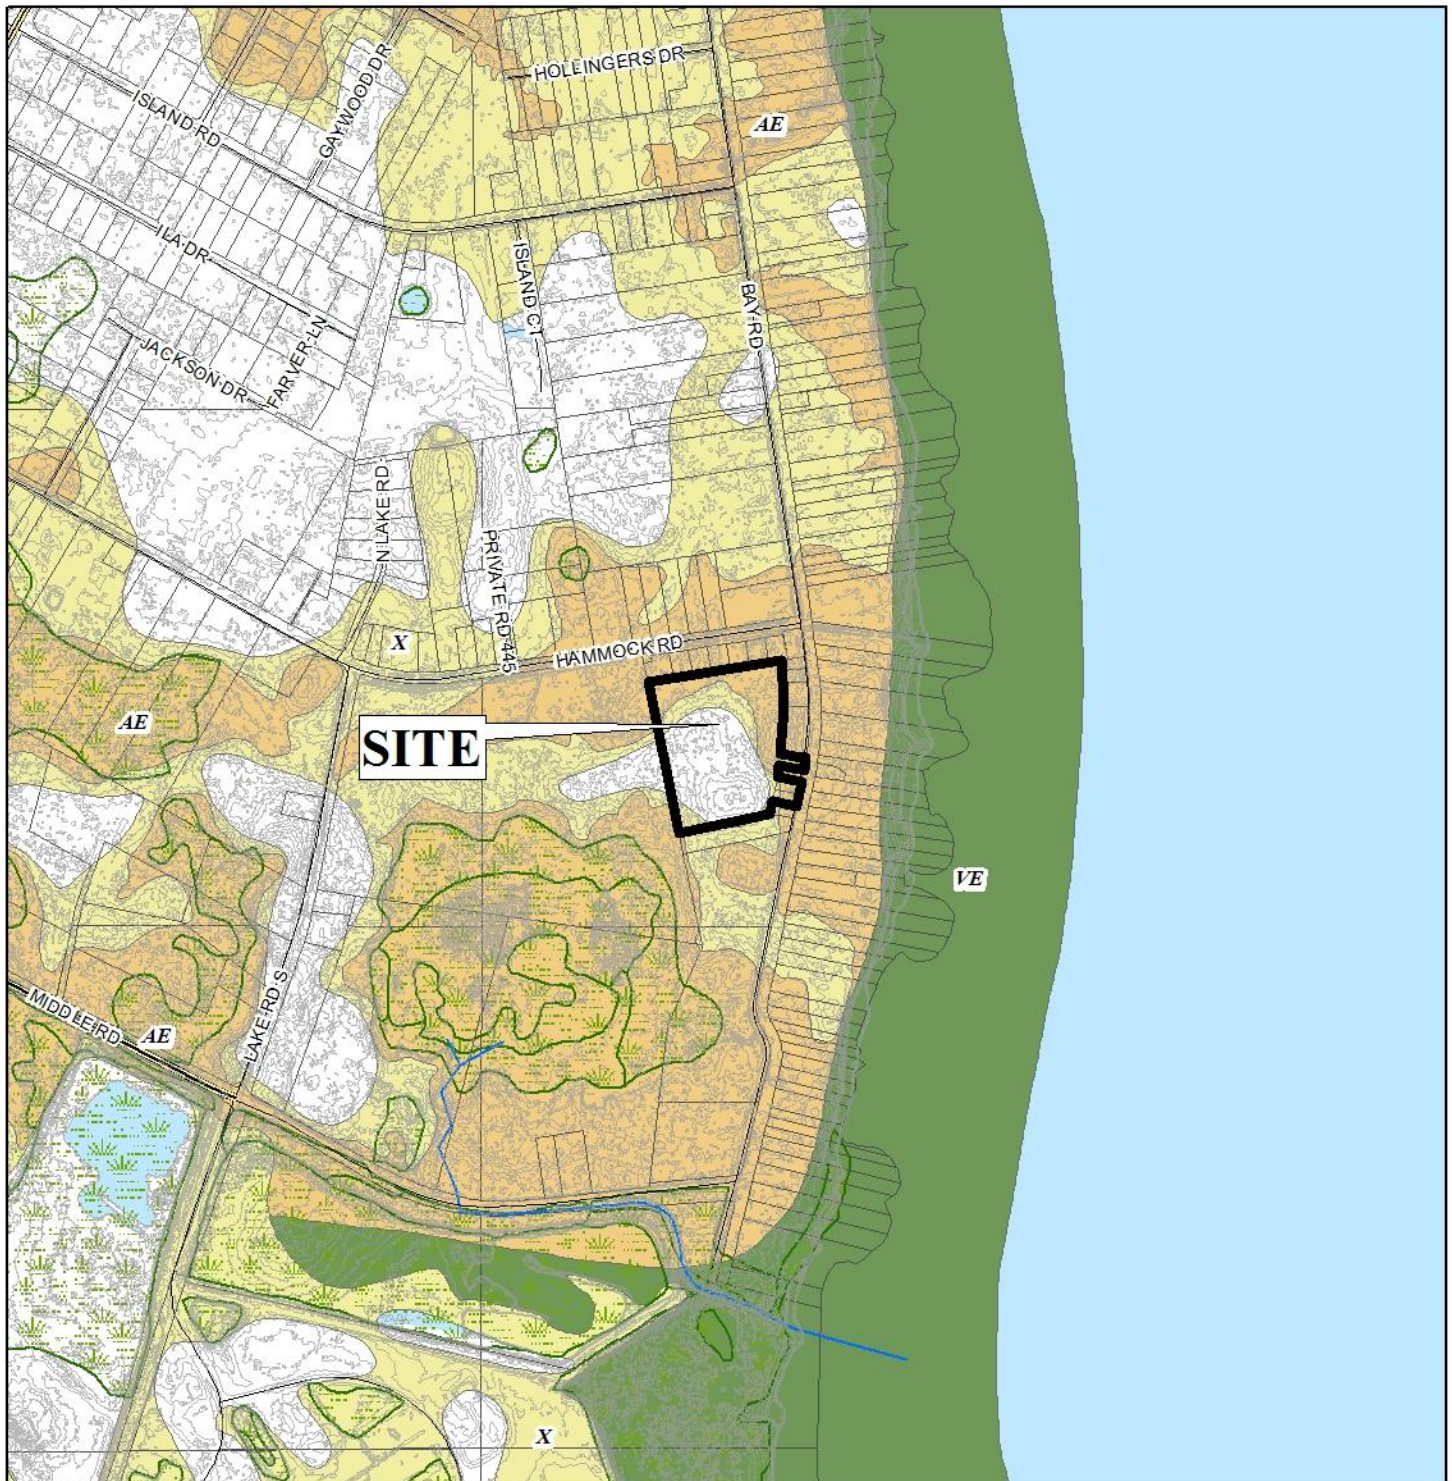 HOLLINGERS DR
GAYWOOD DR
ISLAND RD
AE
ILA DR
ISLAND CT
BAY RD
FARVER LN
JACKSON DR
N LAKE RD
PRIVATE RD 445
X
HAMMOCK RD
AE
SITE
VE
LAKE RD S
MIDDLE RD
AE
X